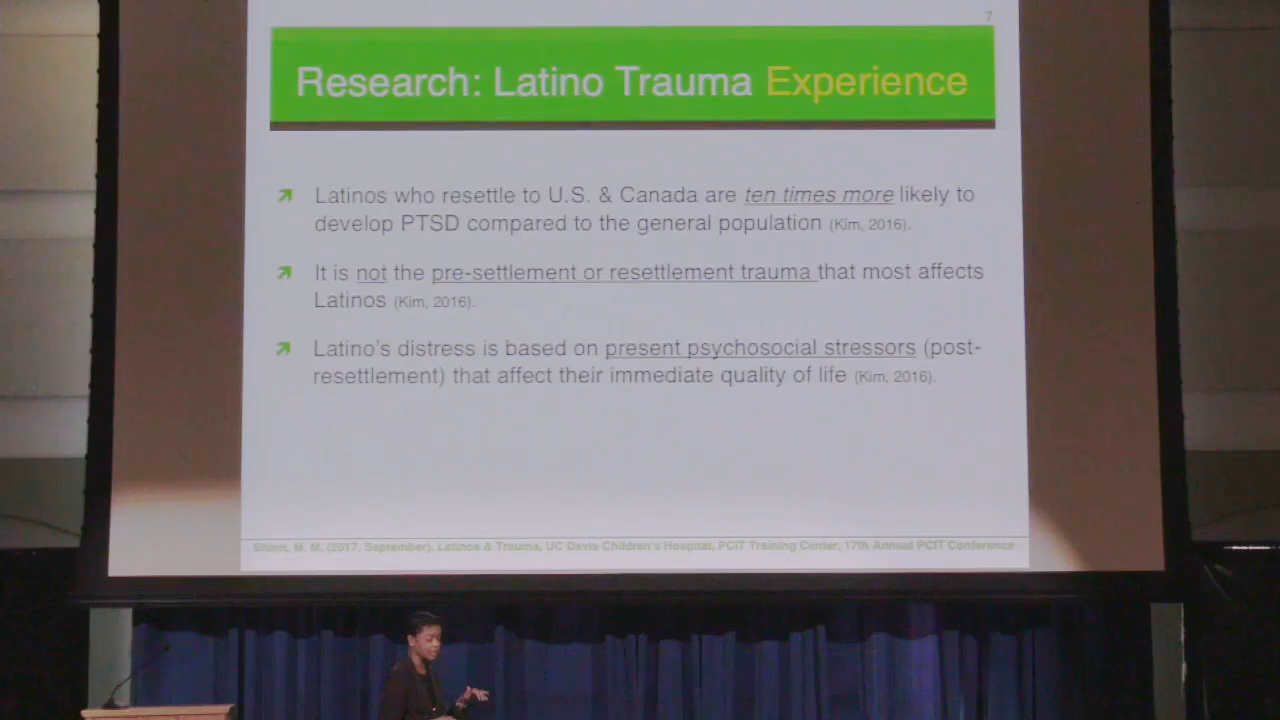 7
Research: Latino Trauma Experience
Latinos who resettle to U.S. & Canada are ten times more likely to
develop PTSD compared to the general population (Kim, 2016).
It is not the pre-settlement or resettlement trauma that most affects
Latinos (Kim, 2016).
Latino's distress is based on present psychosocial stressors (post-
resettlement) that affect their immediate quality of life (Kim, 2016).
Shinn, M. M. (2017, September). Latinos & Trauma, UC Davis Children's Hospital, PCIT Training Center, 17th Annual PCIT Conference